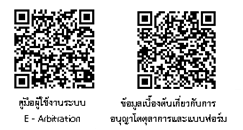 คู่มือผู้ใช้งานระบบ
E - Arbitration
ข้อมูลเบื้องต้นเกี่ยวกับการ
อนุญาโตตุลาการและแบบฟอร์ม